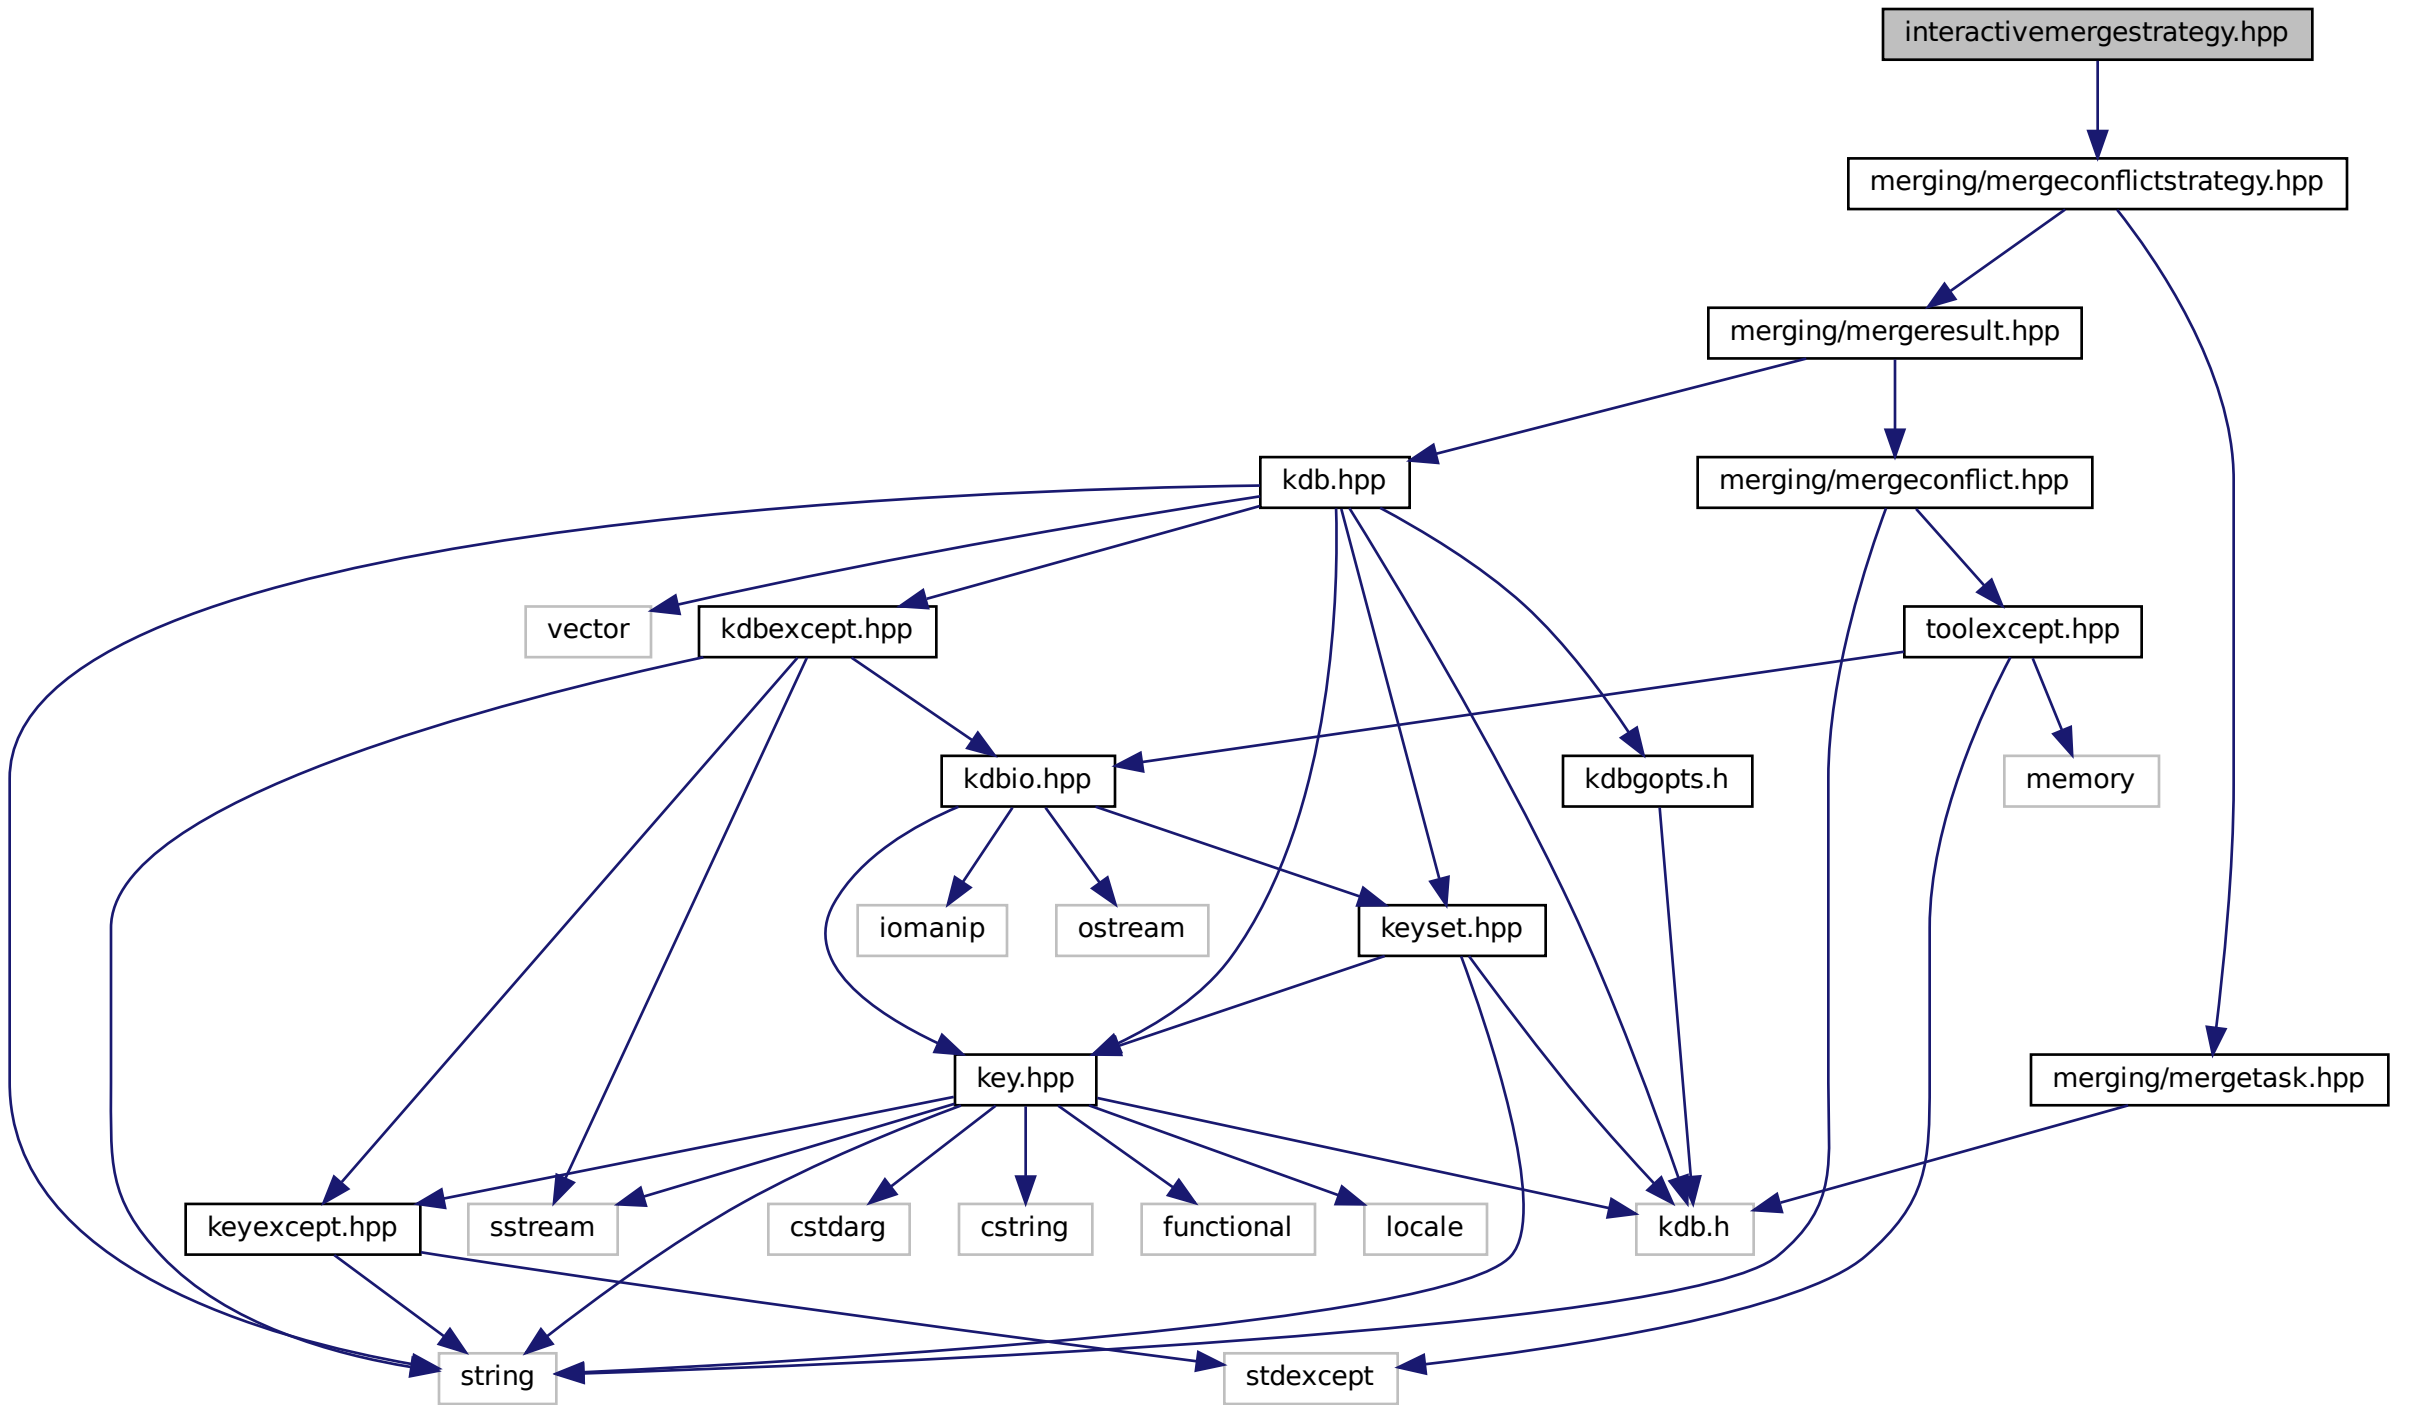 interactivemergestrategy.hpp
merging/mergeconflictstrategy.hpp
merging/mergeresult.hpp
kdb.hpp
merging/mergeconflict.hpp
vector
kdbexcept.hpp
toolexcept.hpp
kdbio.hpp
kdbgopts.h
memory
iomanip
ostream
keyset.hpp
key.hpp
merging/mergetask.hpp
keyexcept.hpp
sstream
cstdarg
cstring
functional
locale
kdb.h
string
stdexcept